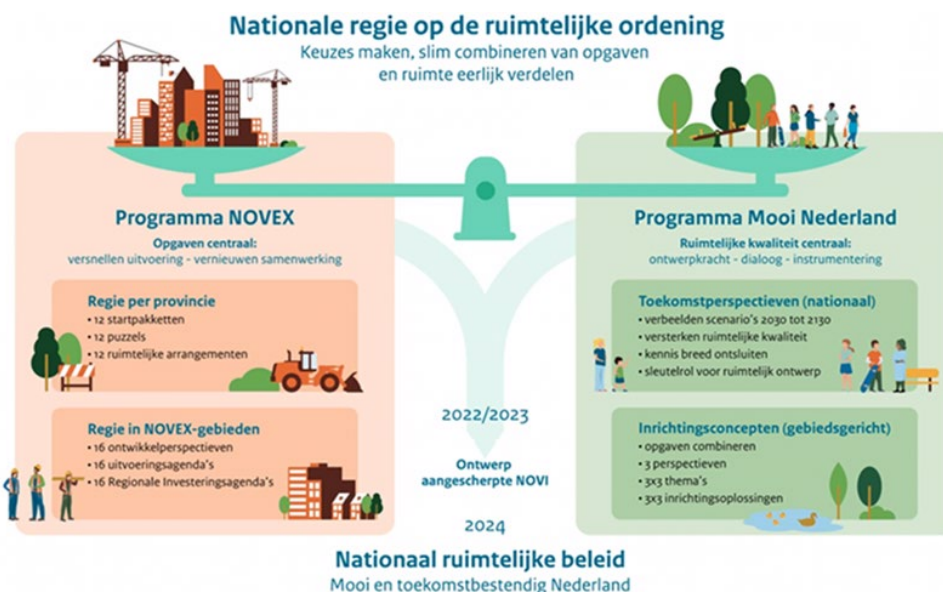 Nationale regie op de ruimtelijke ordening
Keuzes maken, slim combineren van opgaven
en ruimte eerlijk verdelen
Programma NOVEX
Opgaven centraal:
versnellen uitvoering - vernieuwen samenwerking
Regie per provincie
• 12 startpakketten
• 12 puzzels
• 12 ruimtelijke arrangementen
Regie in NOVEX-gebieden
• 16 ontwikkelperspectieven
• 16 uitvoeringsagenda's
• 16 Regionale Investeringsagenda's
Programma Mooi Nederland
Ruimtelijke kwaliteit centraal:
ontwerpkracht - dialoog - instrumentering
Toekomstperspectieven (nationaal)
• verbeelden scenario's 2030 tot 2130
• versterken ruimtelijke kwaliteit
• kennis breed ontsluiten
• sleutelrol voor ruimtelijk ontwerp
Inrichtingsconcepten (gebiedsgericht)
• opgaven combineren
• 3 perspectieven
• 3x3 thema's
• 3x3 inrichtingsoplossingen
2022/2023
Ontwerp
aangescherpte NOVI
2024
Nationaal ruimtelijke beleid
Mooi en toekomstbestendig Nederland